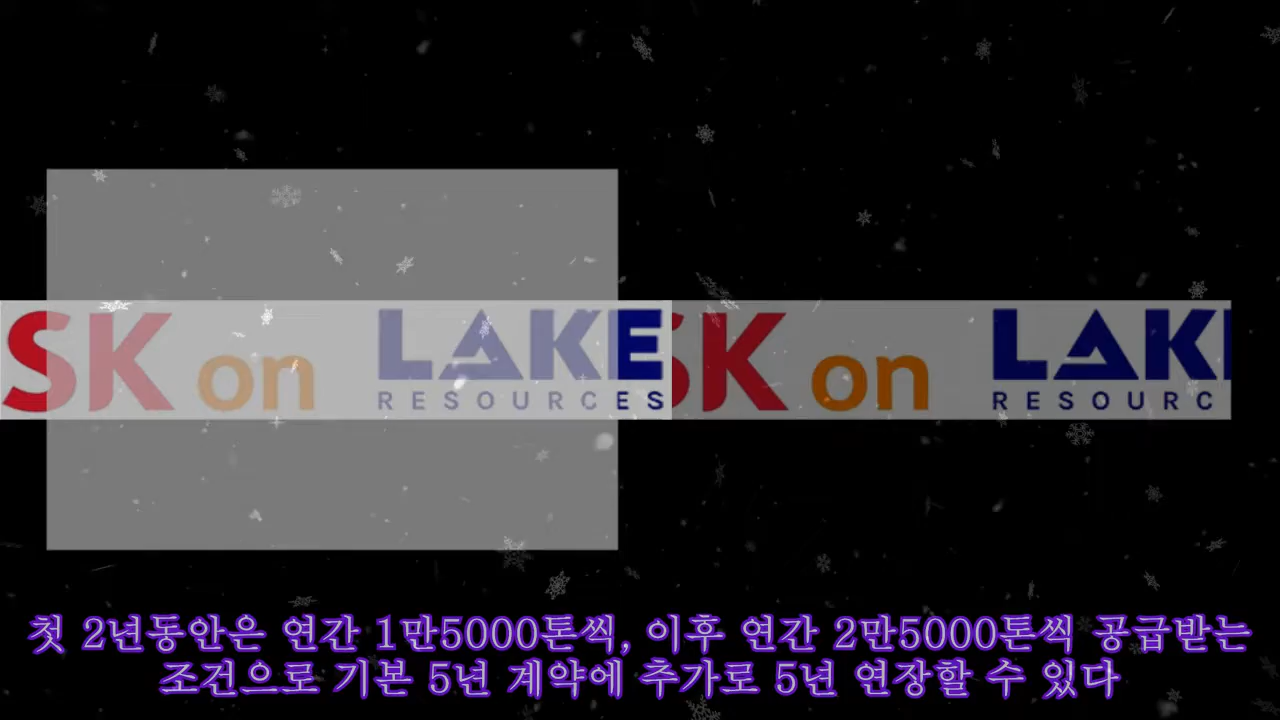 SK on LAKE SK on LAK
RESOURCES RESOURC
첫 2년동안은 연간 1만5000톤씩, 이후 연간 2만5000톤씩 공급받는
조건으로 기본 5년 계약에 추가로 5년 연장할 수 있다